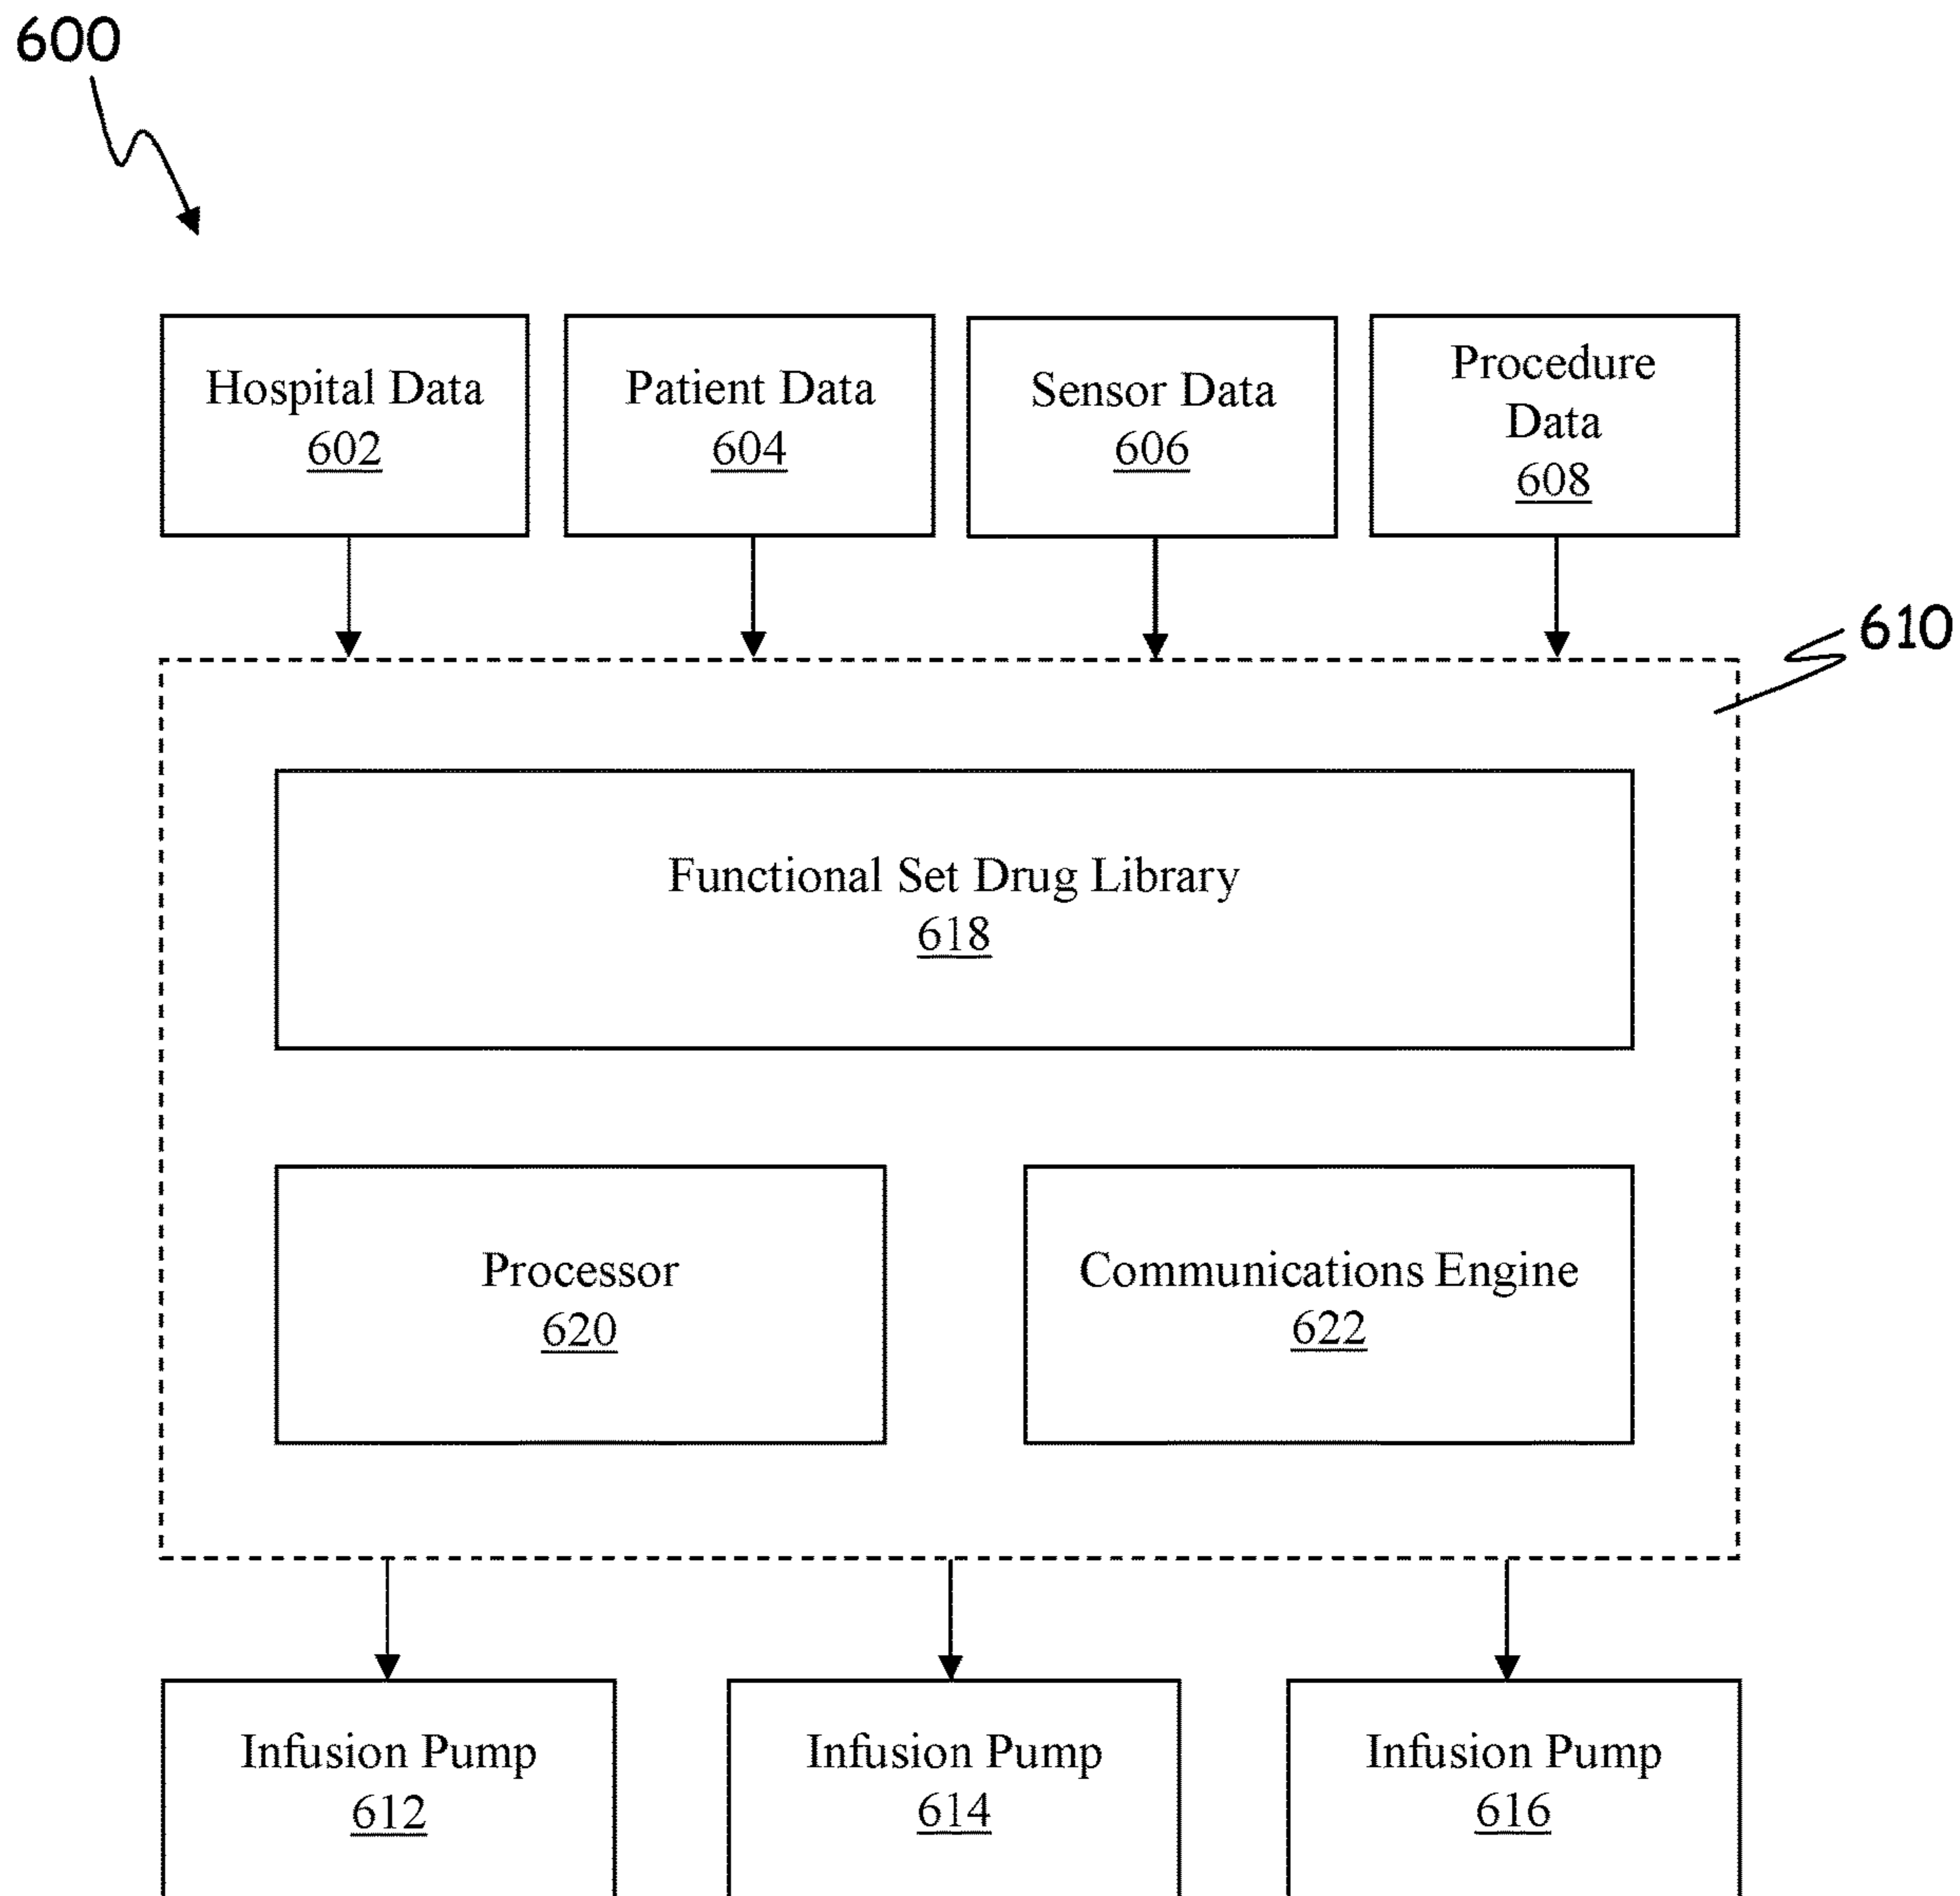 600
Hospital Data
602
Patient Data
604
Sensor Data
606
Procedure
Data
608
610
Functional Set Drug Library
618
Processor
620
Communications Engine
622
Infusion Pump
612
Infusion Pump
614
Infusion Pump
616